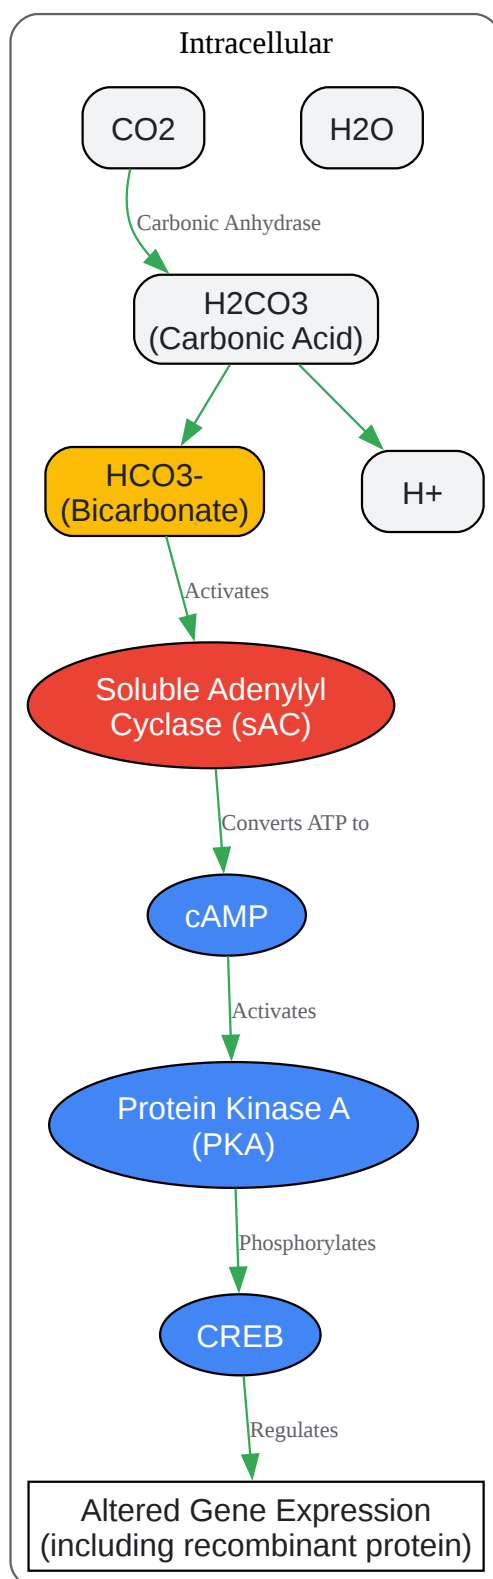 Intracellular
CO2
H2O
Carbonic Anhydrase
H2CO3
(Carbonic Acid)
HCO3-
(Bicarbonate)
H+
Activates
Soluble Adenylyl
Cyclase (sAC)
Converts ATP to
cAMP
Activates
Protein Kinase A
(PKA)
Phosphorylates
CREB
Regulates
Altered Gene Expression
(including recombinant protein)